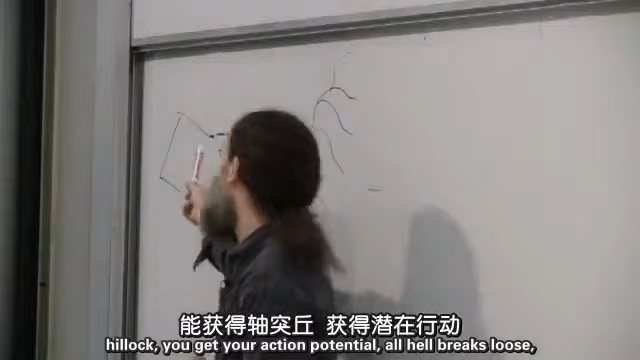 能获得轴突丘 获得潜在行动
hillock, you get your action potential, all hell breaks loose,